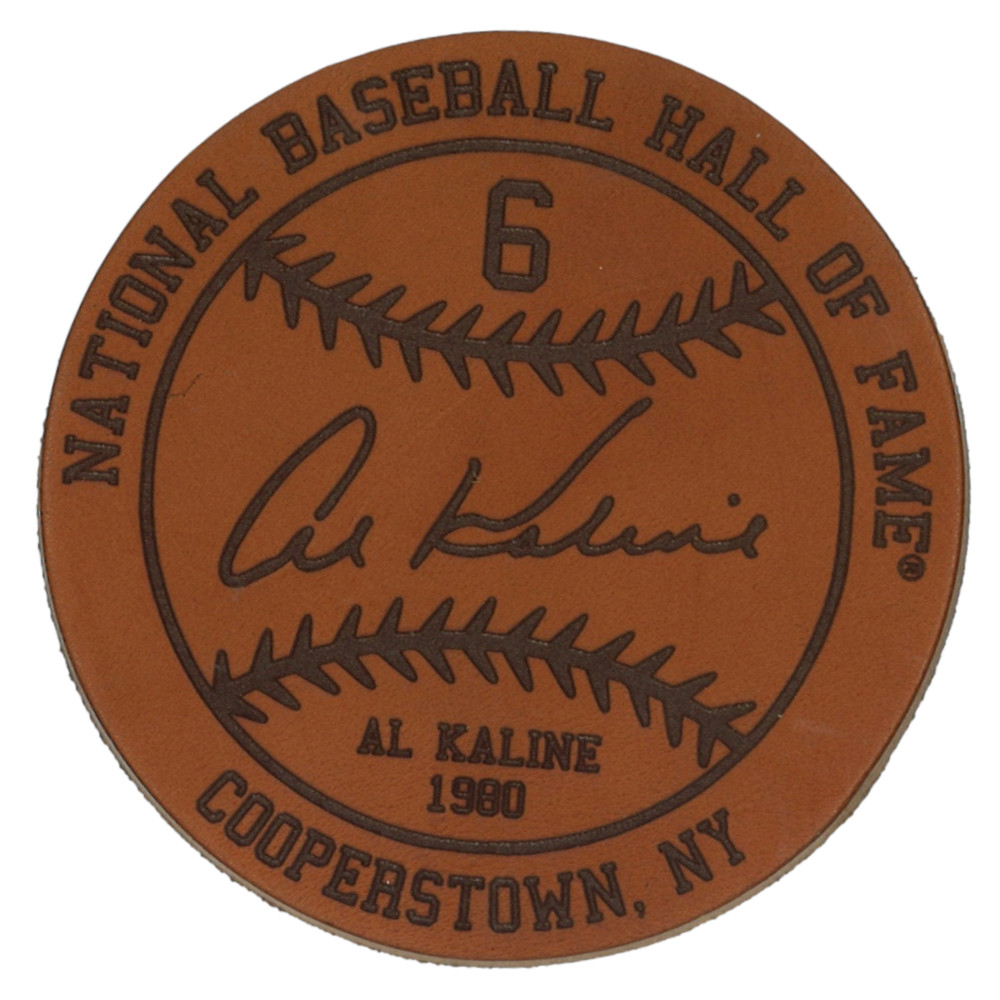 NATIONAL BASEBALL HALL OF FAME®
6
Al Kaline
AL KALINE
1980
COOPERSTOWN, NY